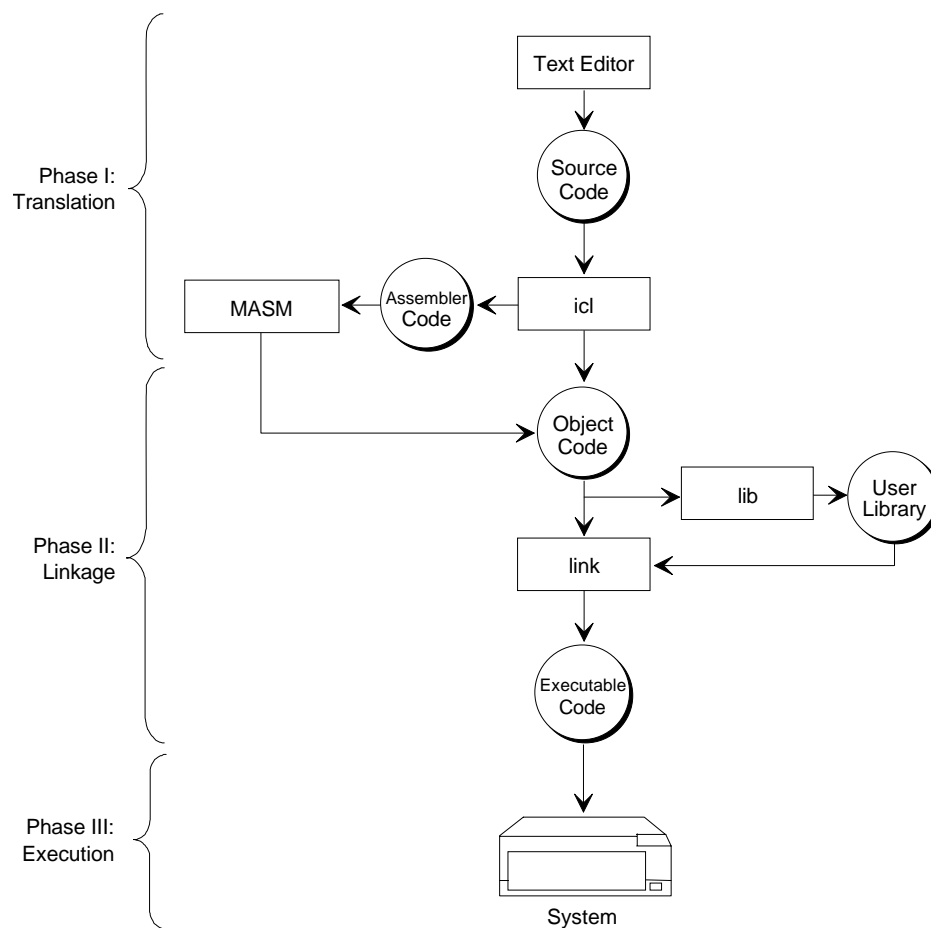 Text Editor
Source
Code
Phase I:
Translation
MASM
Assembler
Code
icl
Object
Code
lib
User
Library
Phase II:
Linkage
link
Executable
Code
Phase III:
Execution
System